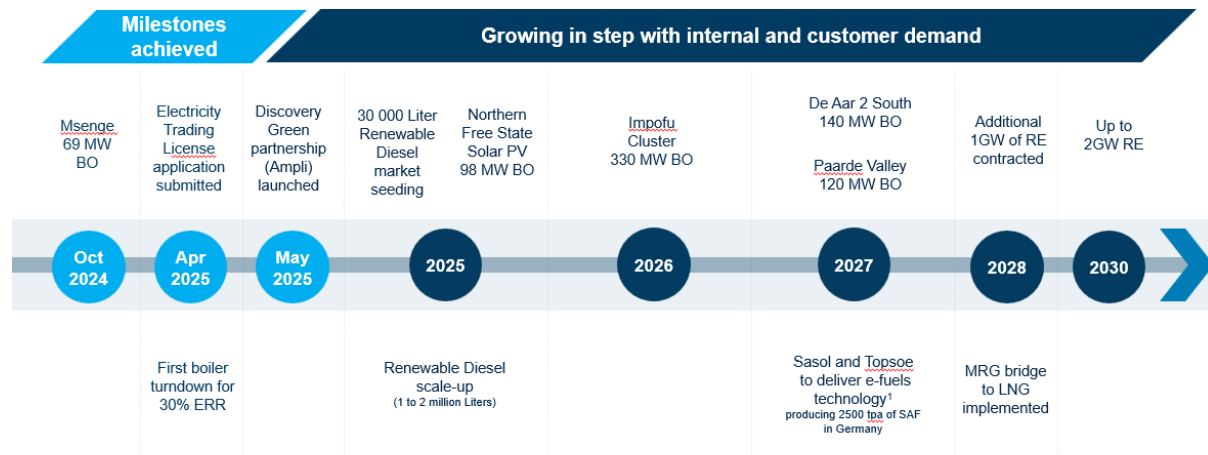 Milestones
achieved
Growing in step with internal and customer demand
Msenge
69 MW
BO
Electricity
Trading
License
application
submitted
Discovery
Green
partnership
(Ampli)
launched
30 000 Liter
Renewable
Diesel
market
seeding
Northern
Free State
Solar PV
98 MW BO
Impofu
Cluster
330 MW BO
De Aar 2 South
140 MW BO
Paarde Valley
120 MW BO
Additional
1GW of RE
contracted
Up to
2GW RE
Oct
2024
Apr
2025
May
2025
2025
2026
2027
2028
2030
First boiler
turndown for
30% ERR
Renewable Diesel
scale-up
(1 to 2 million Liters)
Sasol and Topsoe
to deliver e-fuels
technology¹
producing 2500 tpa of SAF
in Germany
MRG bridge
to LNG
implemented